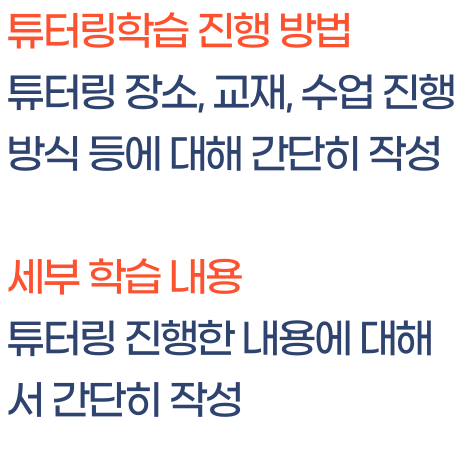 튜터링학습 진행 방법
튜터링 장소, 교재, 수업 진행
방식 등에 대해 간단히 작성
세부 학습 내용
튜터링 진행한 내용에 대해
서 간단히 작성